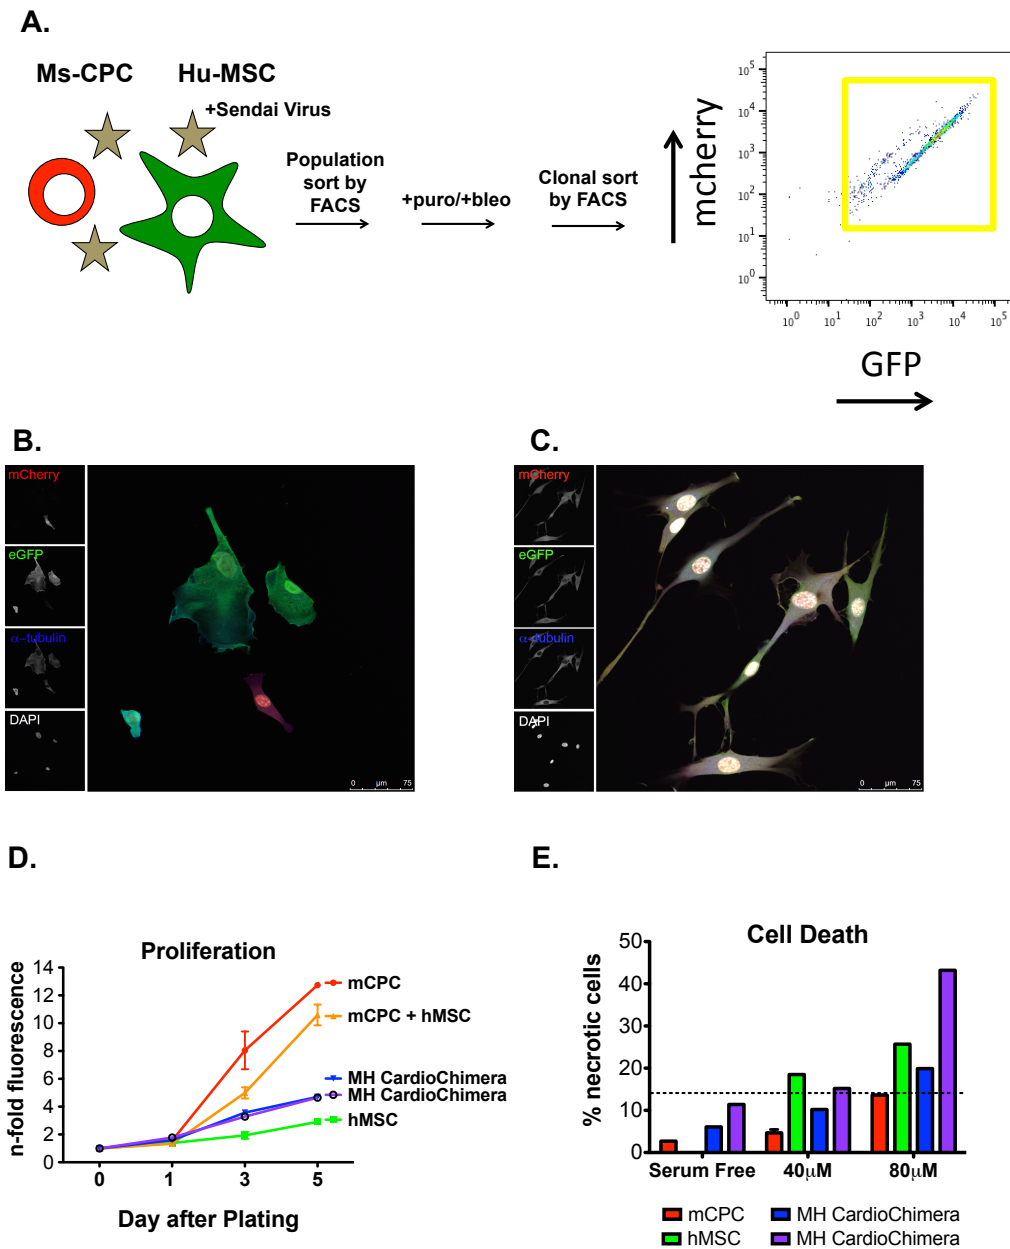 A.
Ms-CPC
Hu-MSC
+Sendai Virus
Population
sort by
FACS
+puro/+bleo
Clonal sort
by FACS
mcherry
10^5
10^4
10^3
10^2
10^1
10^0
10^0 10^1 10^2 10^3 10^4 10^5
GFP
B.
mCherry
eGFP
α-tubulin
DAPI
0 µm 75
C.
mCherry
eGFP
α-tubulin
DAPI
0 µm 75
D.
Proliferation
n-fold fluorescence
14
12
10
8
6
4
2
0
0 1 3 5
Day after Plating
mCPC
mCPC + hMSC
MH CardioChimera
MH CardioChimera
hMSC
E.
Cell Death
% necrotic cells
50
40
30
20
10
0
Serum Free 40µM 80µM
mCPC
hMSC
MH CardioChimera
MH CardioChimera